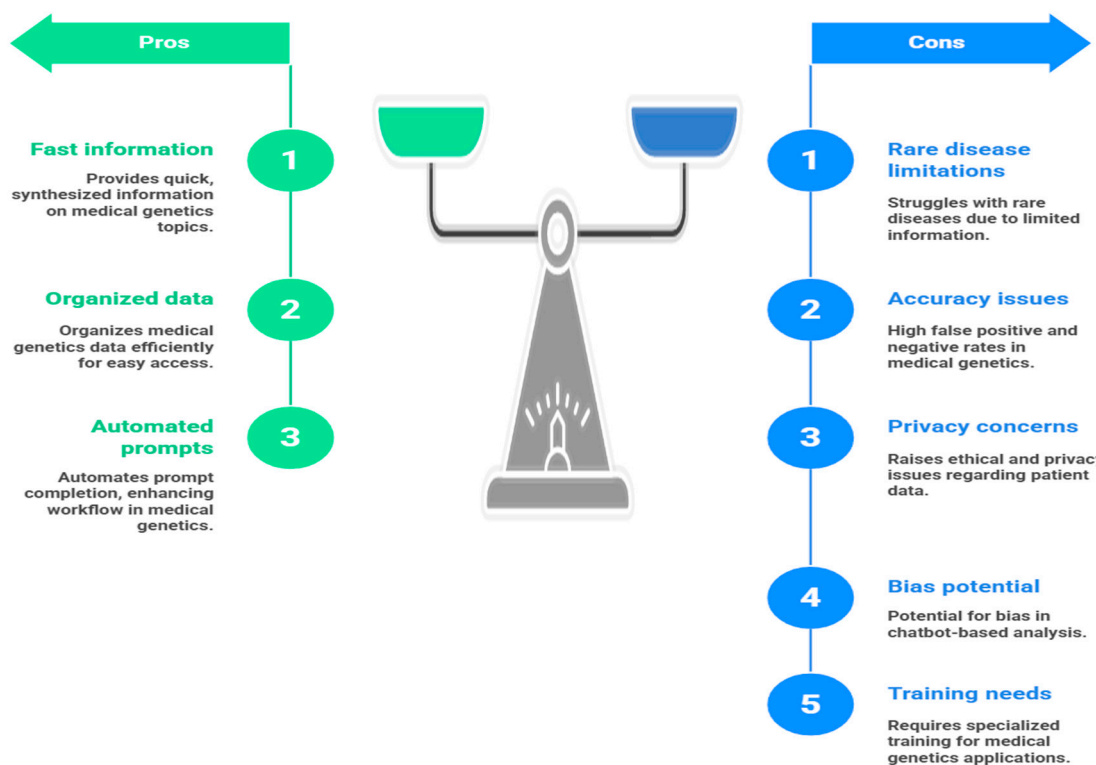 Pros
1
Fast information
Provides quick,
synthesized information
on medical genetics
topics.
2
Organized data
Organizes medical
genetics data efficiently
for easy access.
3
Automated
prompts
Automates prompt
completion, enhancing
workflow in medical
genetics.
Cons
1
Rare disease
limitations
Struggles with rare
diseases due to limited
information.
2
Accuracy issues
High false positive and
negative rates in
medical genetics.
3
Privacy concerns
Raises ethical and privac
issues regarding patient
data.
4
Bias potential
Potential for bias in
chatbot-based analysis.
5
Training needs
Requires specialized
training for medical
genetics applications.